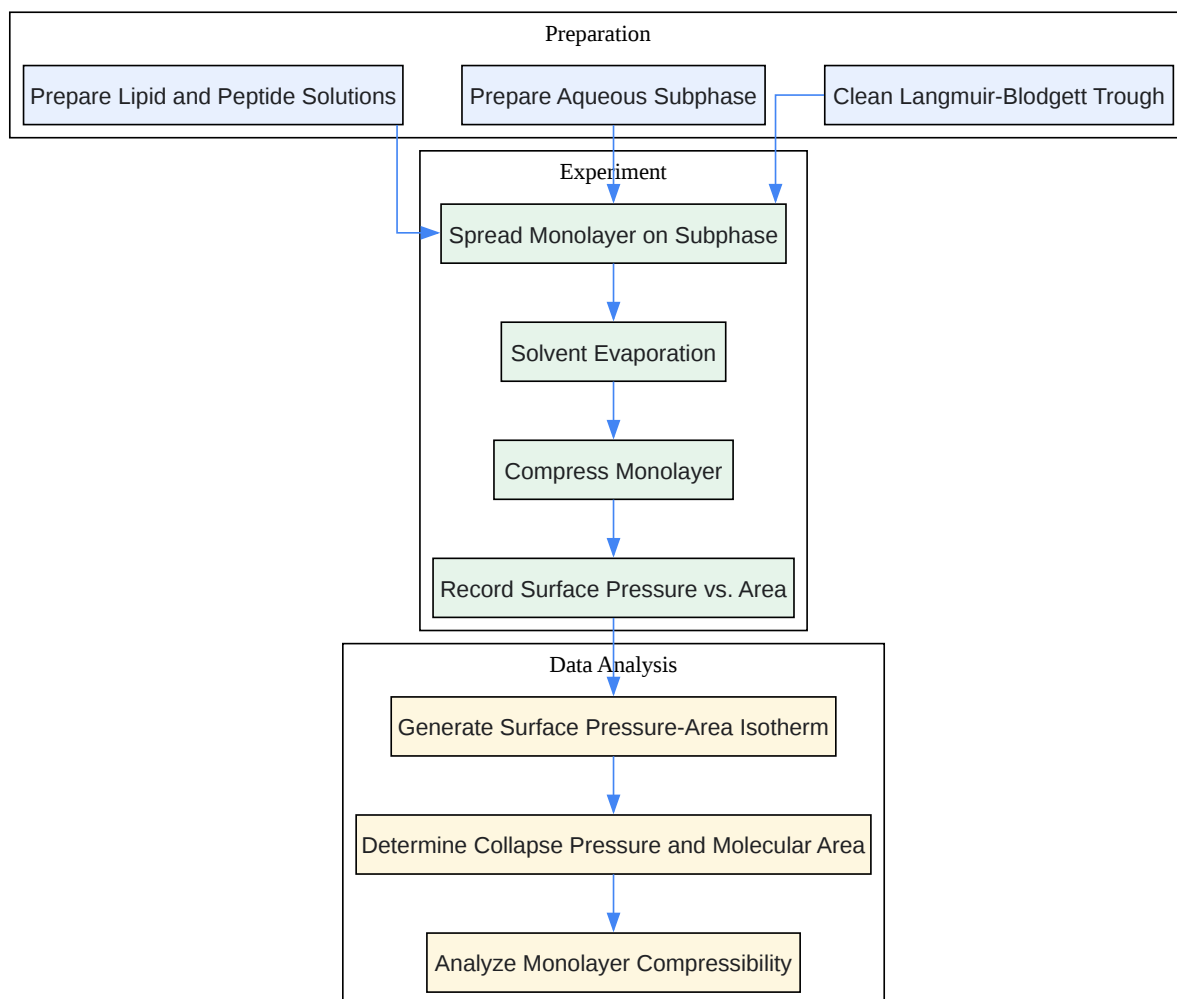 Preparation
Prepare Lipid and Peptide Solutions
Prepare Aqueous Subphase
Clean Langmuir-Blodgett Trough
Experiment
Spread Monolayer on Subphase
Solvent Evaporation
Compress Monolayer
Record Surface Pressure vs. Area
Data Analysis
Generate Surface Pressure-Area Isotherm
Determine Collapse Pressure and Molecular Area
Analyze Monolayer Compressibility